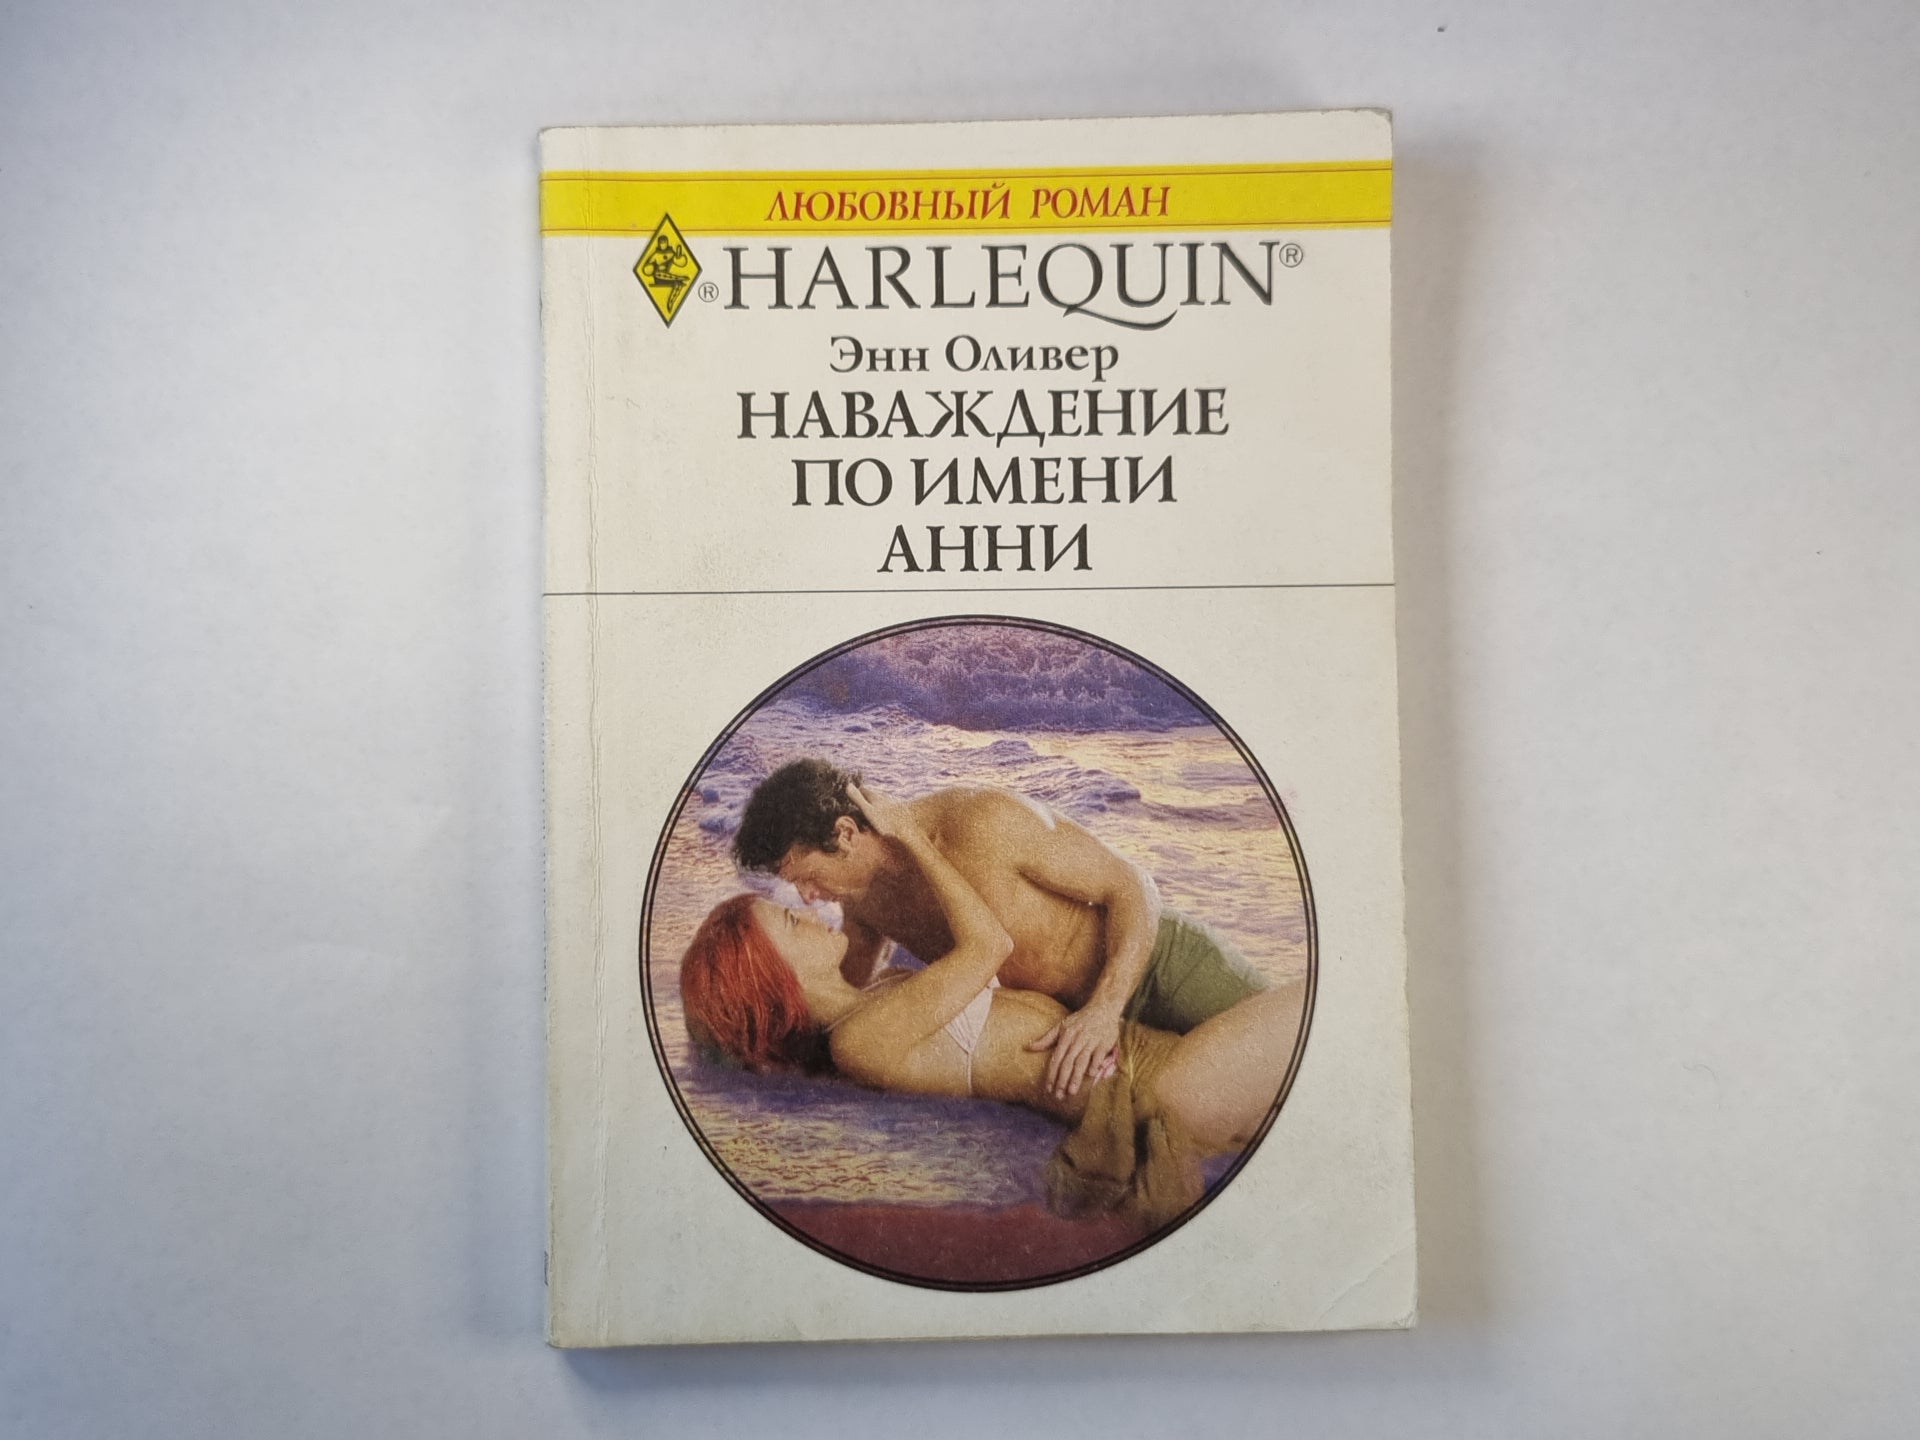 ЛЮБОВНЫЙ РОМАН
® HARLEQUIN®
Энн Оливер
НАВАЖДЕНИЕ
ПО ИМЕНИ
АННИ